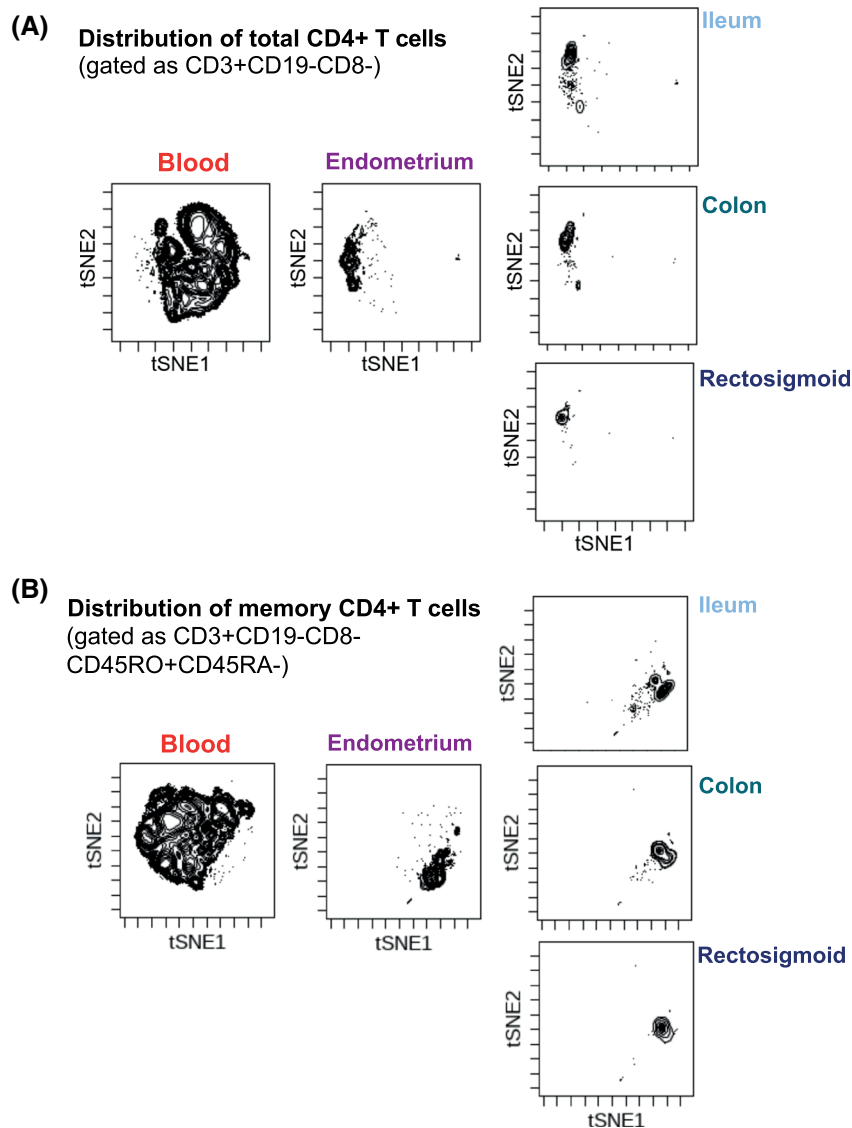 (A)
Distribution of total CD4+ T cells
(gated as CD3+CD19-CD8-)
Blood
tSNE2
tSNE1
Endometrium
tSNE2
tSNE1
Ileum
tSNE2
Colon
tSNE2
Rectosigmoid
tSNE2
tSNE1
(B)
Distribution of memory CD4+ T cells
(gated as CD3+CD19-CD8-
CD45RO+CD45RA-)
Blood
tSNE2
tSNE1
Endometrium
tSNE2
tSNE1
Ileum
tSNE2
Colon
tSNE2
Rectosigmoid
tSNE2
tSNE1